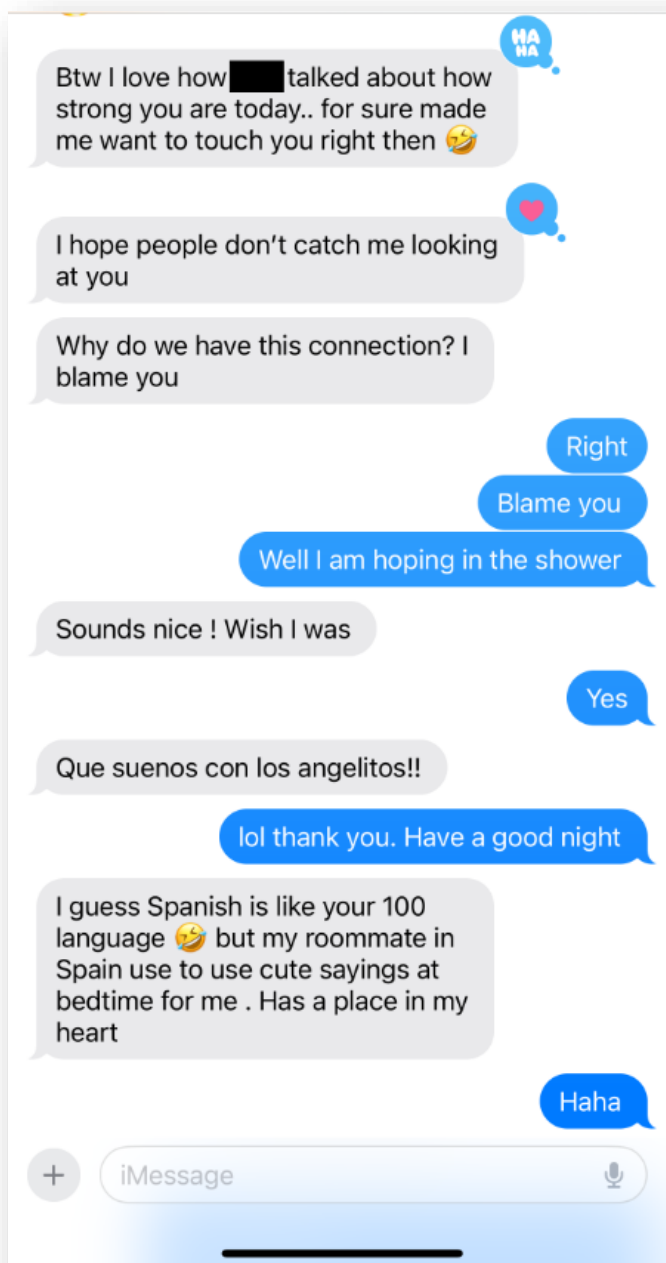 HA
HA
Btw I love how talked about how
strong you are today.. for sure made
me want to touch you right then 🤣
I hope people don't catch me looking
at you
Why do we have this connection? I
blame you
Right
Blame you
Well I am hoping in the shower
Sounds nice ! Wish I was
Yes
Que suenos con los angelitos!!
lol thank you. Have a good night
I guess Spanish is like your 100
language 🤣 but my roommate in
Spain use to use cute sayings at
bedtime for me . Has a place in my
heart
Haha
iMessage